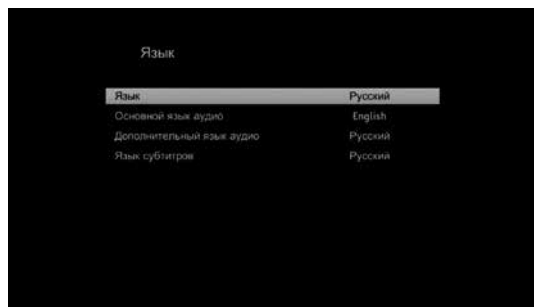 Язык
Язык Русский
Основной язык аудио English
Дополнительный язык аудио Русский
Язык субтитров Русский